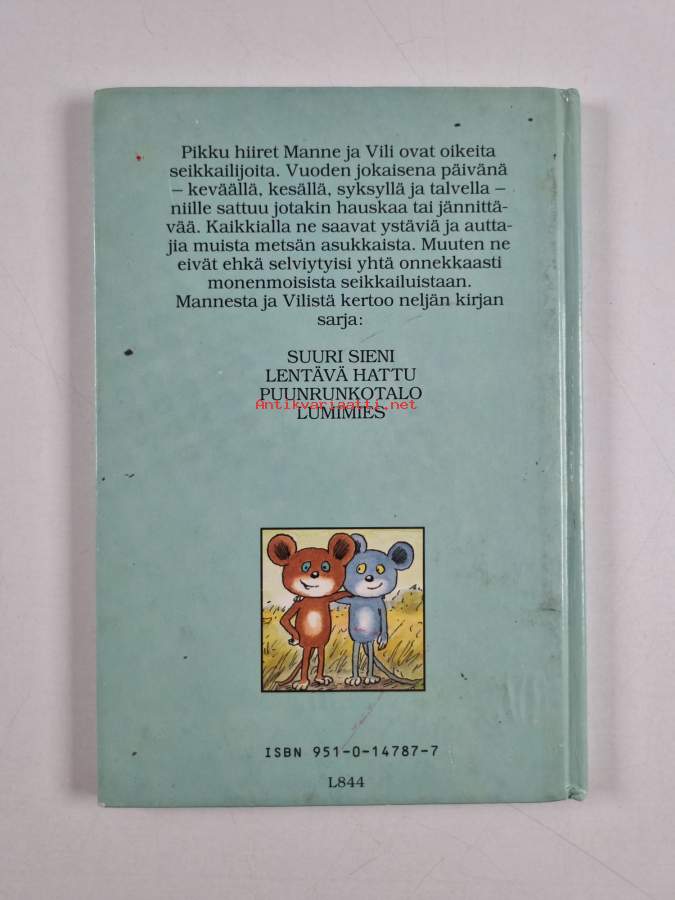 Pikku hiiret Manne ja Vili ovat oikeita
seikkailijoita. Vuoden jokaisena päivänä
– keväällä, kesällä, syksyllä ja talvella –
niille sattuu jotakin hauskaa tai jännittä-
vää. Kaikkialla ne saavat ystäviä ja autta-
jia muista metsän asukkaista. Muuten ne
eivät ehkä selviytyisi yhtä onnekkaasti
monenmoisista seikkailuistaan.
Mannesta ja Vilistä kertoo neljän kirjan
sarja:
SUURI SIENI
LENTÄVÄ HATTU
PUUNRUNKOTALO
Antikvariaatti.net
LUMIMIES
ISBN 951-0-14787-7
L844